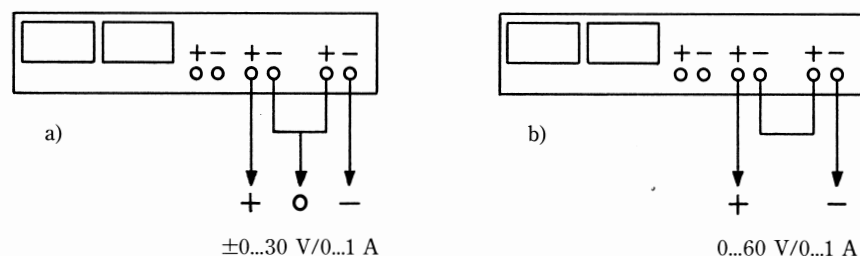 + − + − + −
+ − + − + −
a)
b)
+ O −
+ −
±0...30 V/0...1 A
0...60 V/0...1 A